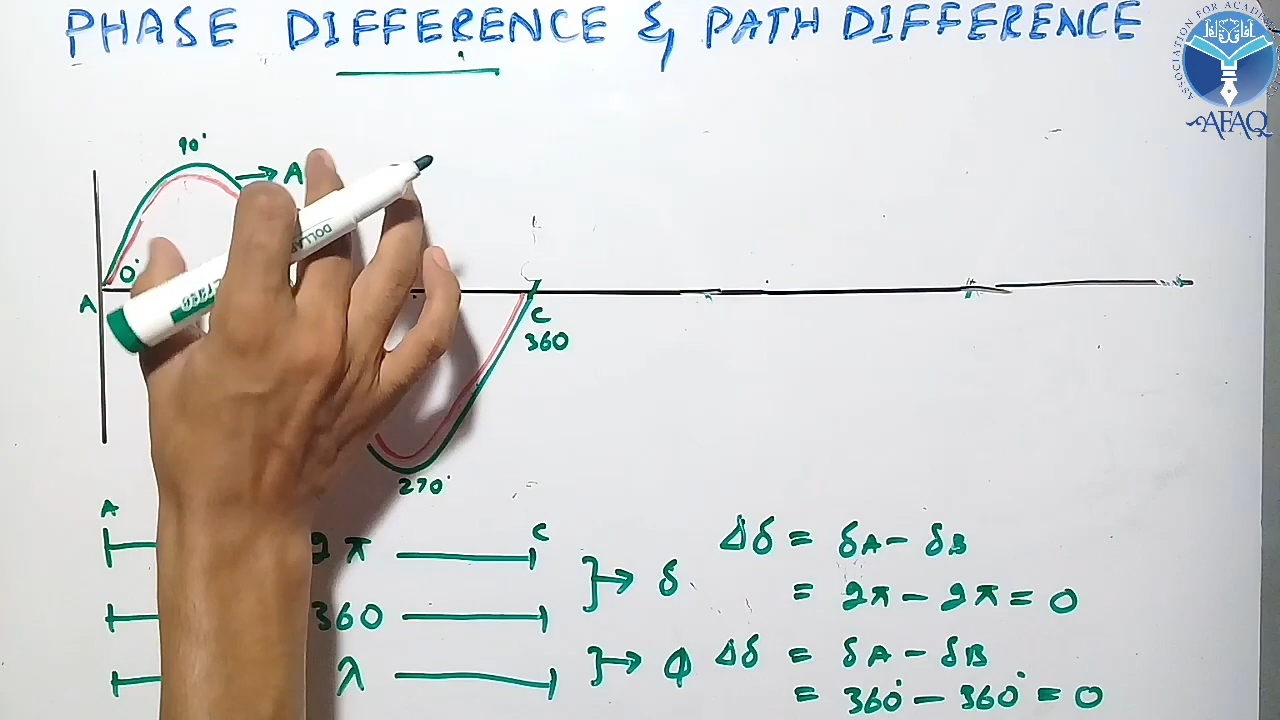 PHASE DIFFERENCE & PATH DIFFERENCE
AFAQ
90°
A
0°
A
C
360
270°
A
2π
C
δ
360
λ
φ
Δδ = δA - δB
= 2π - 2π = 0
Δδ = δA - δB
= 360° - 360° = 0